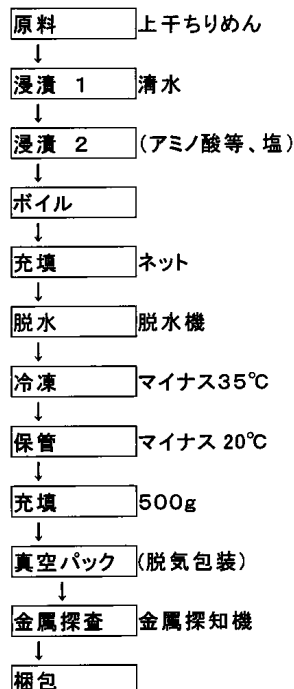 原料 上干ちりめん
↓
浸漬 1 清水
↓
浸漬 2 (アミノ酸等、塩)
↓
ボイル
↓
充填 ネット
↓
脱水 脱水機
↓
冷凍 マイナス35℃
↓
保管 マイナス 20℃
↓
充填 500g
↓
真空パック (脱気包装)
↓
金属探査 金属探知機
↓
梱包